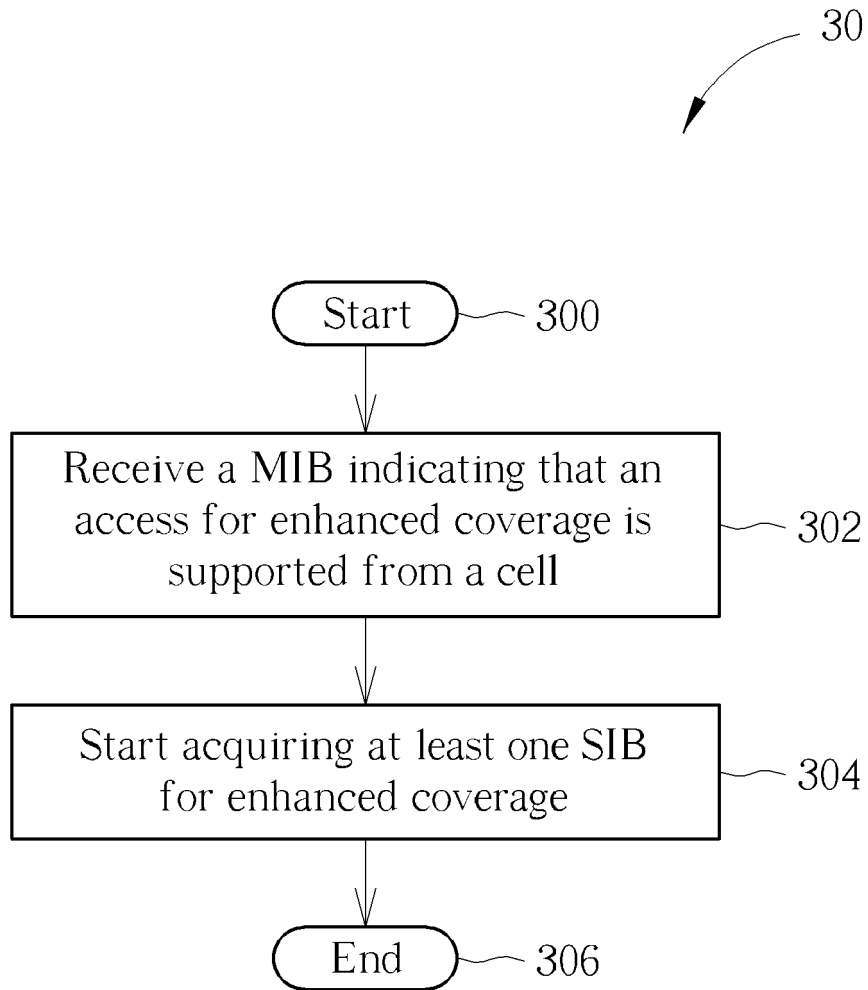 30
Start
300
Receive a MIB indicating that an
access for enhanced coverage is
supported from a cell
302
Start acquiring at least one SIB
for enhanced coverage
304
End
306